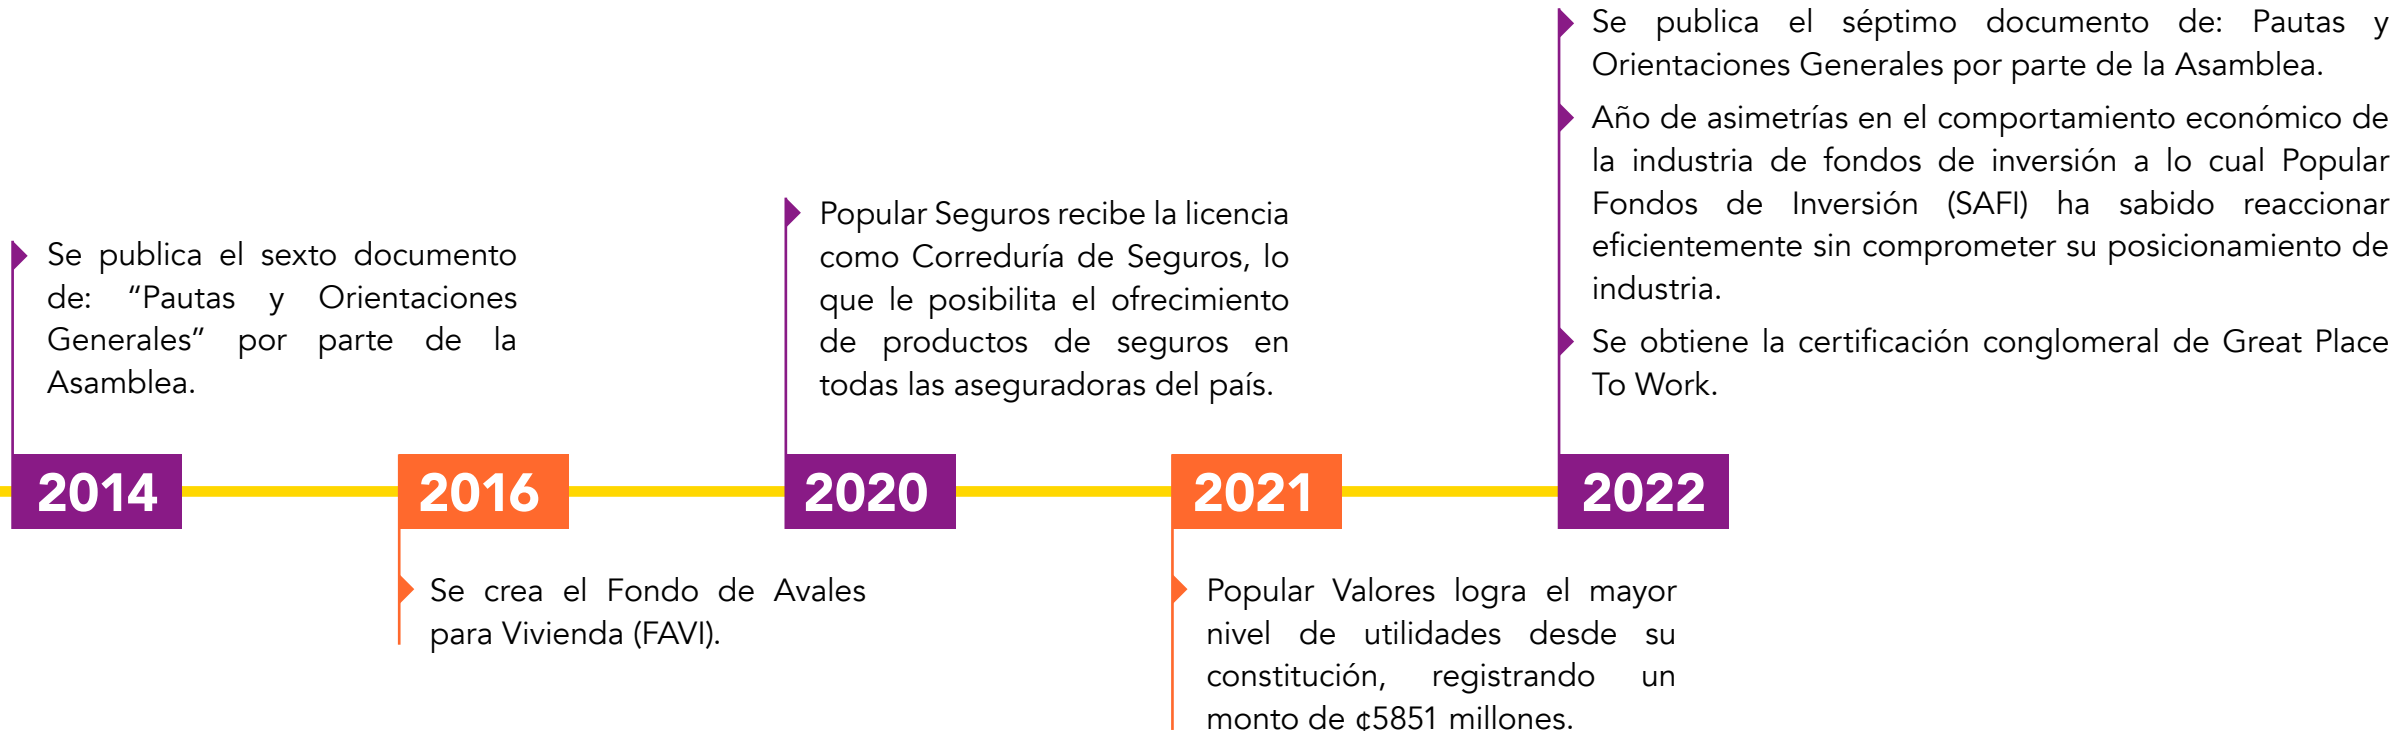 Se publica el sexto documento
de: “Pautas y Orientaciones
Generales” por parte de la
Asamblea.
2014
2016
Se crea el Fondo de Avales
para Vivienda (FAVI).
Popular Seguros recibe la licencia
como Correduría de Seguros, lo
que le posibilita el ofrecimiento
de productos de seguros en
todas las aseguradoras del país.
2020
2021
Popular Valores logra el mayor
nivel de utilidades desde su
constitución, registrando un
monto de ¢5851 millones.
Se publica el séptimo documento de: Pautas y
Orientaciones Generales por parte de la Asamblea.
Año de asimetrías en el comportamiento económico de
la industria de fondos de inversión a lo cual Popular
Fondos de Inversión (SAFI) ha sabido reaccionar
eficientemente sin comprometer su posicionamiento de
industria.
Se obtiene la certificación conglomeral de Great Place
To Work.
2022